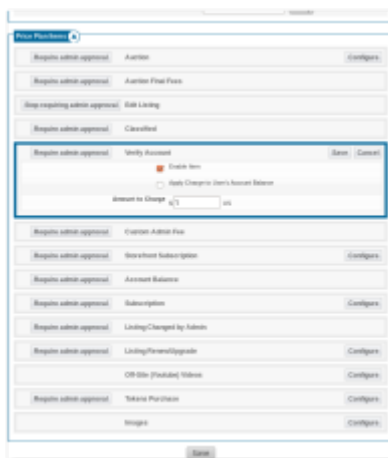 Price Plan Items
Require admin approval Auction Configure
Require admin approval Auction Final Fees
Stop requiring admin approval Edit Listing
Require admin approval Classified
Require admin approval Verify Account Save Cancel
Enable Item
Apply Charge to User's Account Balance
Amount to Charge $
Require admin approval Custom Admin Fee
Require admin approval Storefront Subscription Configure
Require admin approval Account Balance
Require admin approval Subscription Configure
Require admin approval Listing Changed by Admin
Require admin approval Listing Renew/Upgrade Configure
Off-Site (Youtube) Videos Configure
Require admin approval Tokens Purchase Configure
Images Configure
Save